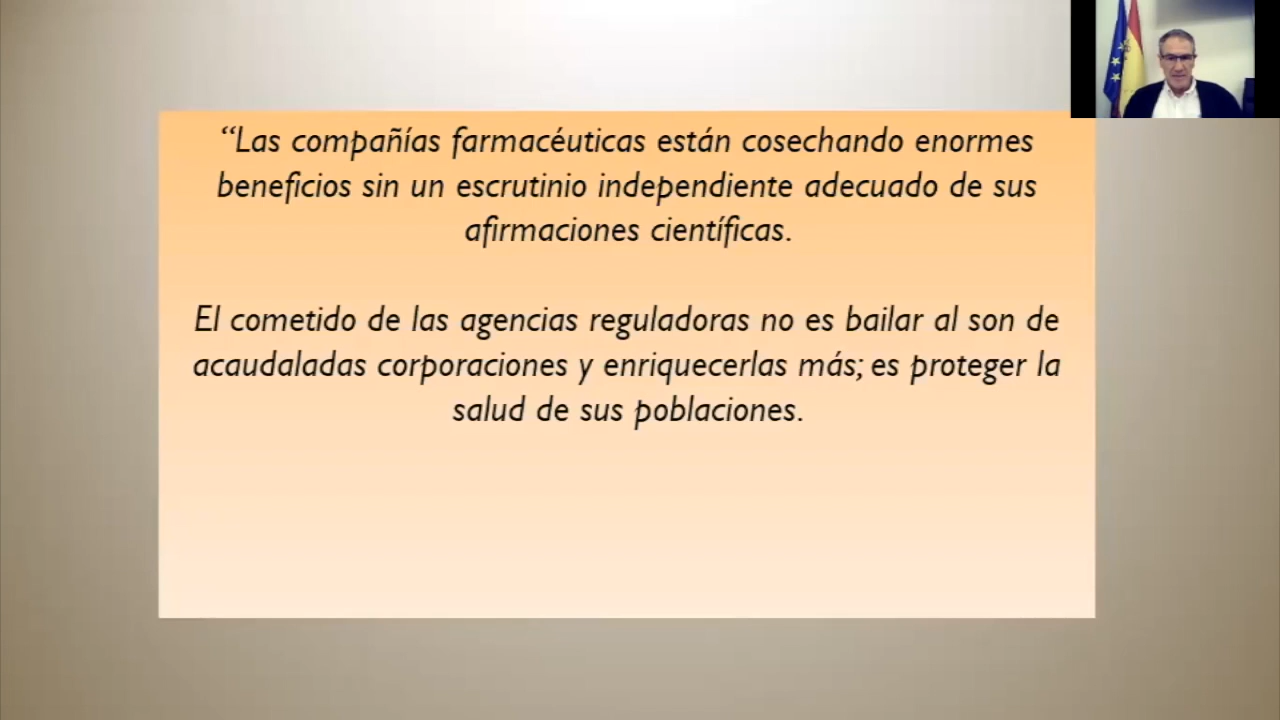 “Las compañías farmacéuticas están cosechando enormes
beneficios sin un escrutinio independiente adecuado de sus
afirmaciones científicas.
El cometido de las agencias reguladoras no es bailar al son de
acaudaladas corporaciones y enriquecerlas más; es proteger la
salud de sus poblaciones.